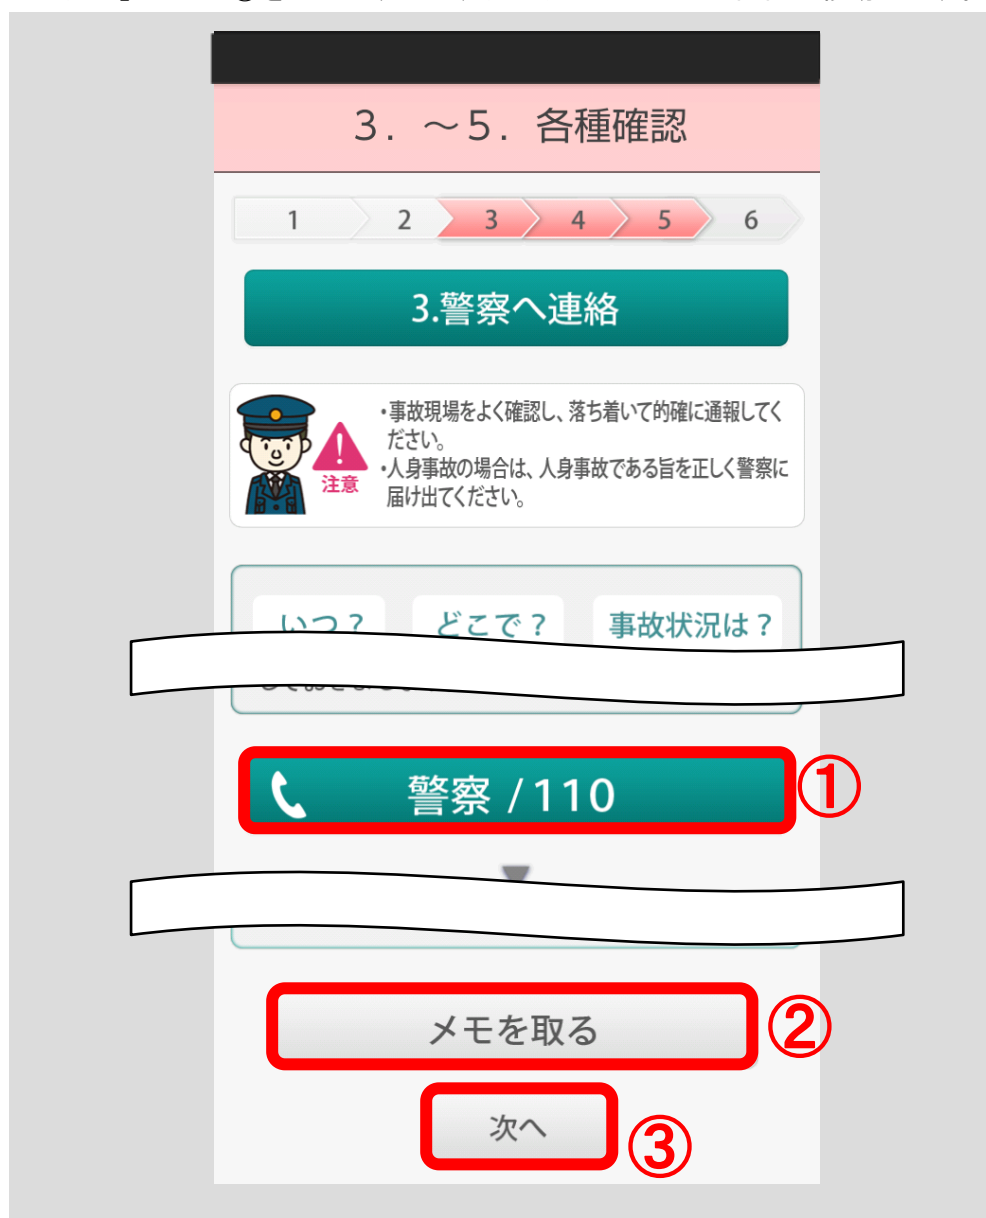 ３．～５．各種確認
1 2 3 4 5 6
3.警察へ連絡
・事故現場をよく確認し、落ち着いて的確に通報してく
ださい。
・人身事故の場合は、人身事故である旨を正しく警察に
届け出てください。
注意
いつ？ どこで？ 事故状況は？
警察 / 110
①
メモを取る
②
次へ
③